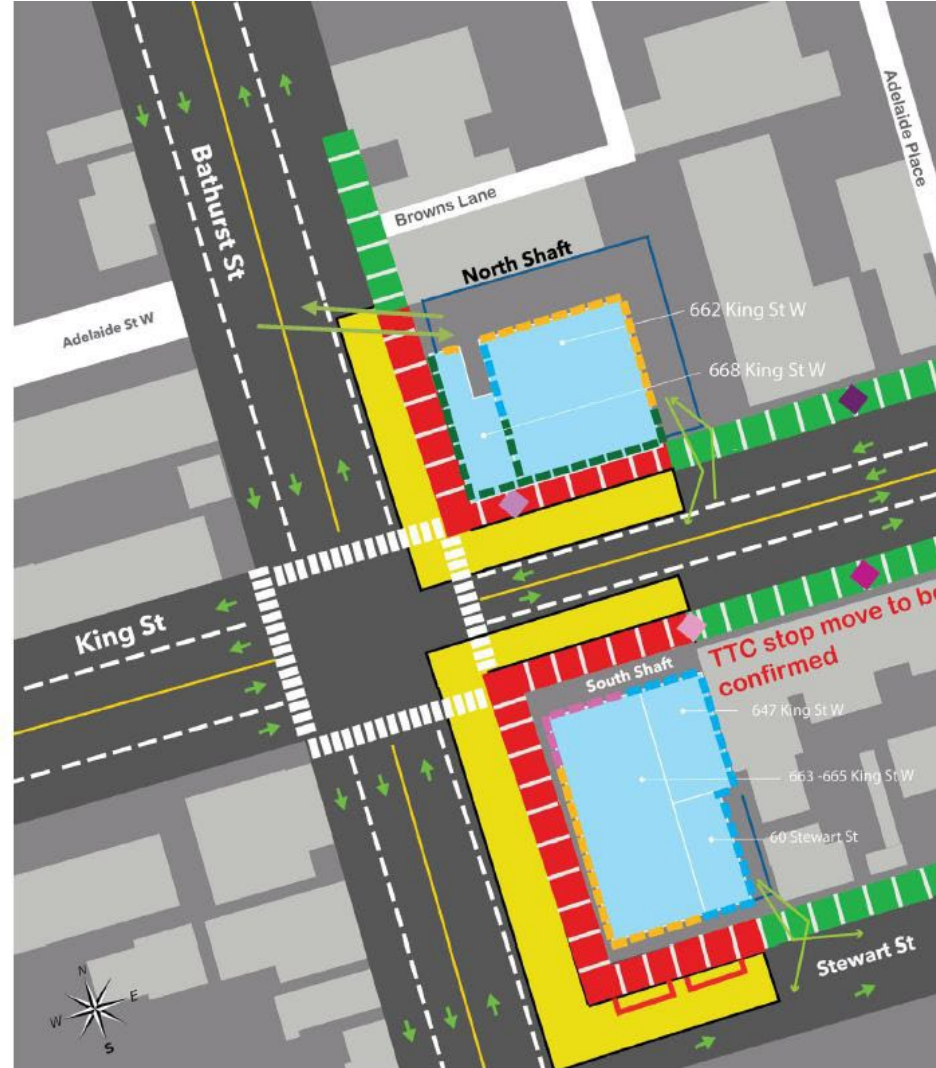 Adelaide Place
Bathurst St
Browns Lane
North Shaft
662 King St W
Adelaide St W
668 King St W
King St
TTC stop move to be
confirmed
South Shaft
647 King St W
663 -665 King St W
60 Stewart St
Stewart St
N
E
W
S